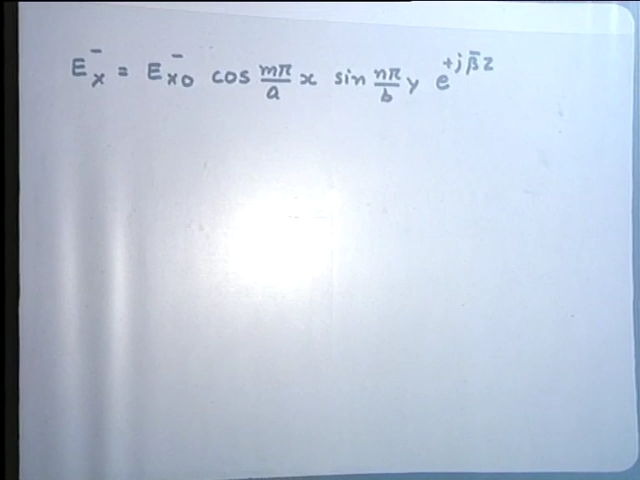 E⁻ₓ = E⁻ₓ₀ cos mπ/a x sin nπ/b y e^{+jβ̄z}